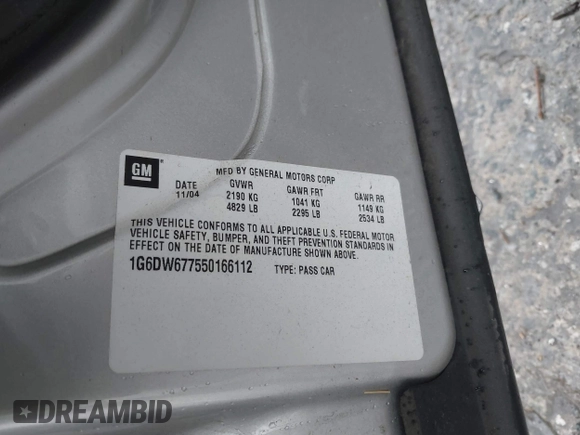 GM
MFD BY GENERAL MOTORS CORP
DATE GVWR GAWR FRT GAWR RR
11/04 2190 KG 1041 KG 1149 KG
4829 LB 2295 LB 2534 LB
THIS VEHICLE CONFORMS TO ALL APPLICABLE U.S. FEDERAL MOTOR
VEHICLE SAFETY, BUMPER, AND THEFT PREVENTION STANDARDS IN
EFFECT ON THE DATE OF MANUFACTURE SHOWN ABOVE.
1G6DW677550166112 TYPE: PASS CAR
DREAMBID